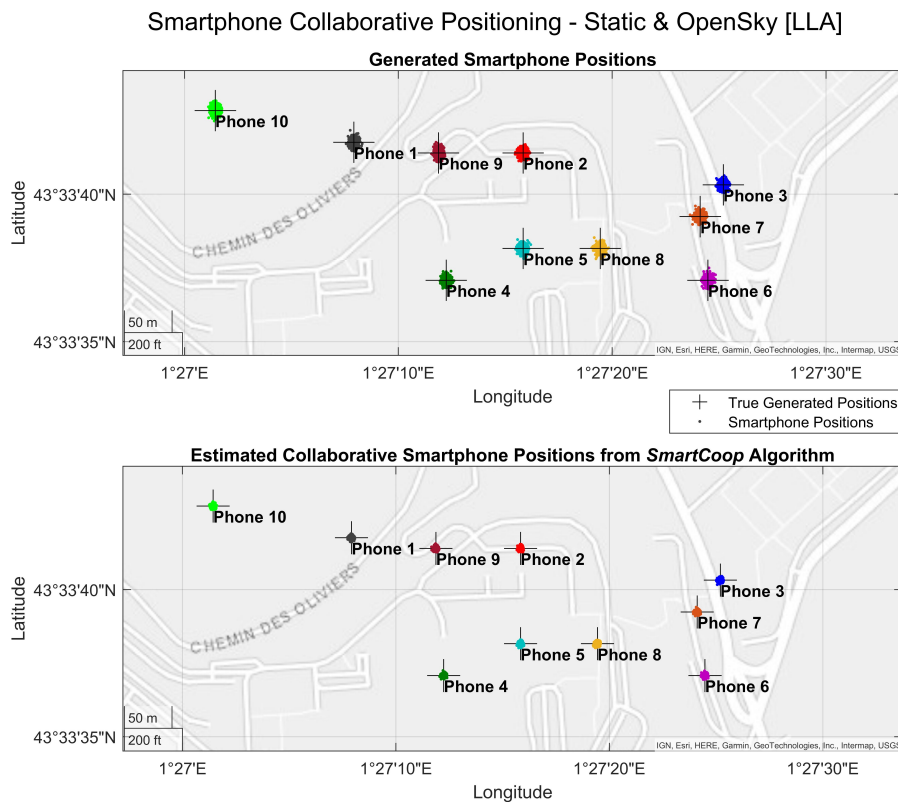 Smartphone Collaborative Positioning - Static & OpenSky [LLA]
Generated Smartphone Positions
Phone 10
Phone 1
Phone 9
Phone 2
Phone 3
Phone 7
Phone 5
Phone 8
Phone 4
Phone 6
CHEMIN DES OLIVIERS
43°33'40"N
43°33'35"N
Latitude
50 m
200 ft
IGN, Esri, HERE, Garmin, GeoTechnologies, Inc., Intermap, USGS
1°27'E
1°27'10"E
1°27'20"E
1°27'30"E
Longitude
True Generated Positions
Smartphone Positions
Estimated Collaborative Smartphone Positions from SmartCoop Algorithm
Phone 10
Phone 1
Phone 9
Phone 2
Phone 3
Phone 7
Phone 5
Phone 8
Phone 4
Phone 6
CHEMIN DES OLIVIERS
43°33'40"N
43°33'35"N
Latitude
50 m
200 ft
IGN, Esri, HERE, Garmin, GeoTechnologies, Inc., Intermap, USGS
1°27'E
1°27'10"E
1°27'20"E
1°27'30"E
Longitude